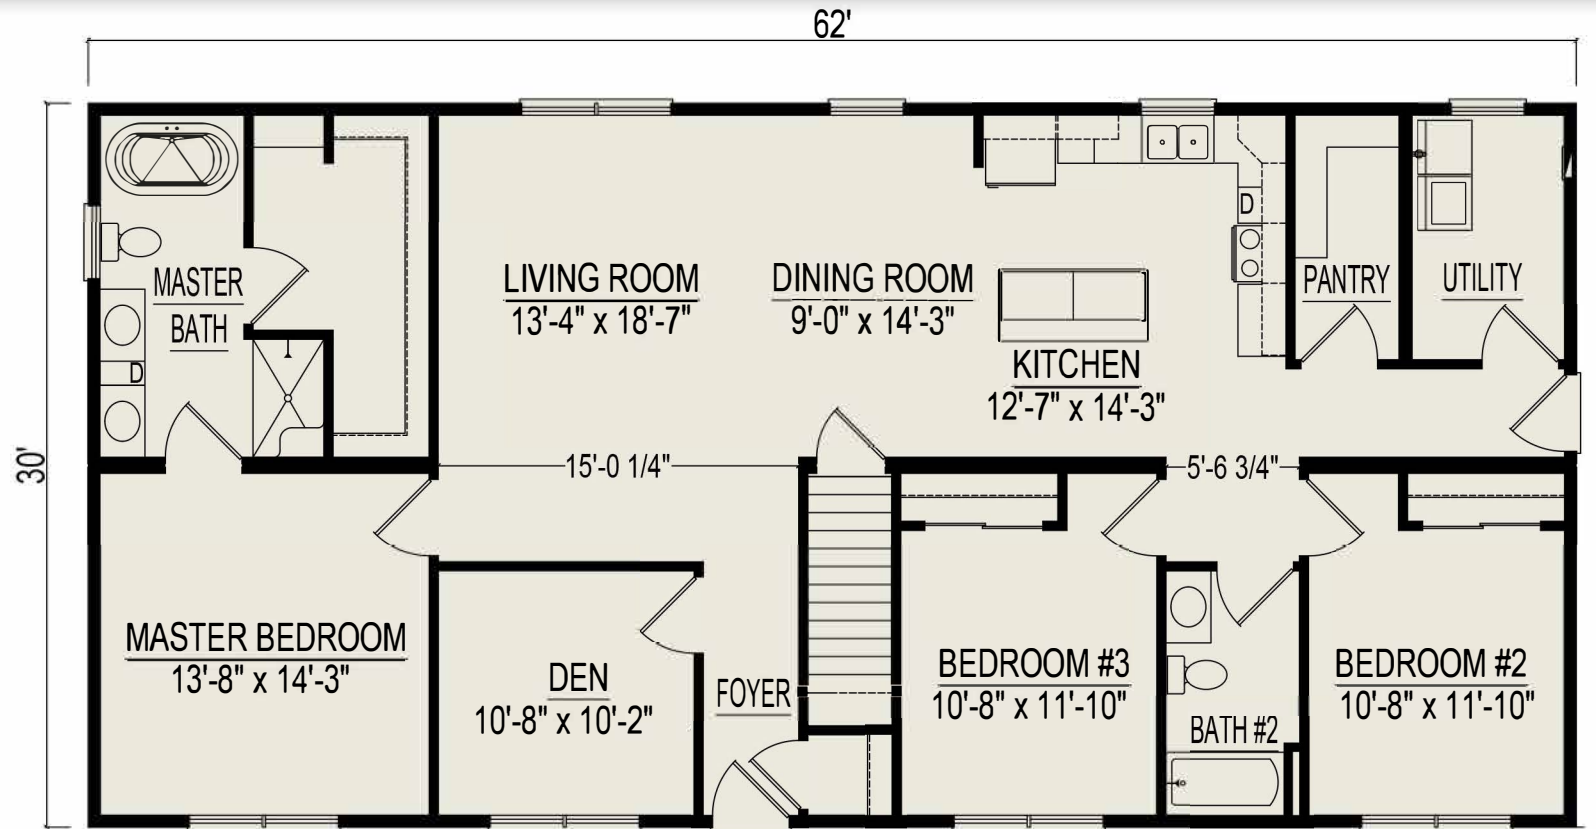 62'
30'
MASTER
BATH
D
LIVING ROOM
13'-4" x 18'-7"
DINING ROOM
9'-0" x 14'-3"
KITCHEN
12'-7" x 14'-3"
D
PANTRY
UTILITY
15'-0 1/4"
5'-6 3/4"
MASTER BEDROOM
13'-8" x 14'-3"
DEN
10'-8" x 10'-2"
FOYER
BEDROOM #3
10'-8" x 11'-10"
BATH #2
BEDROOM #2
10'-8" x 11'-10"